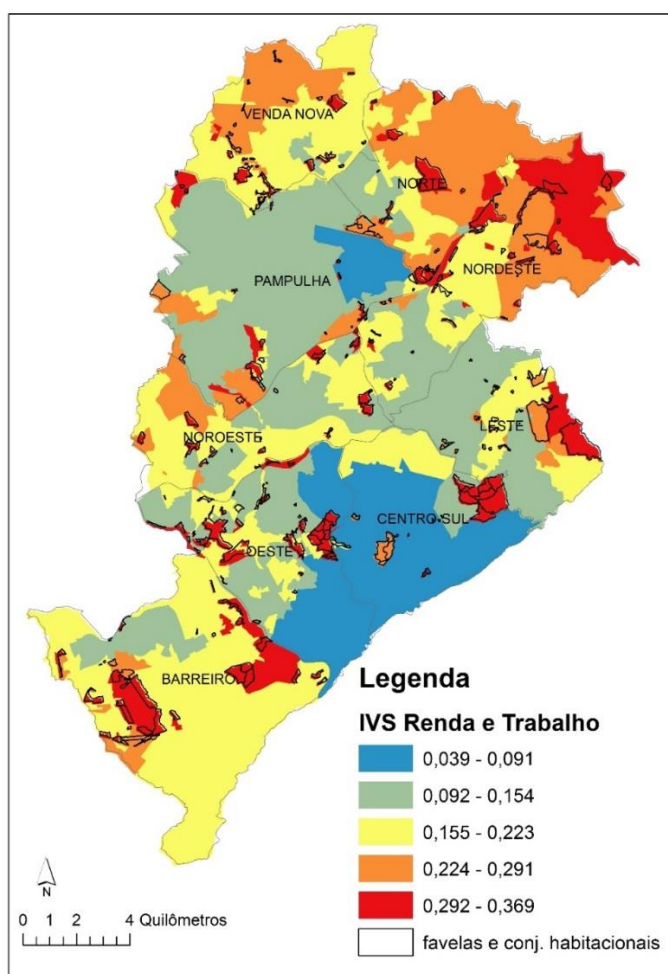 VENDA NOVA
NORTE
NORDESTE
PAMPULHA
LESTE
NOROESTE
CENTRO SUL
OESTE
BARREIRO
Legenda
IVS Renda e Trabalho
0,039 - 0,091
0,092 - 0,154
0,155 - 0,223
0,224 - 0,291
0,292 - 0,369
favelas e conj. habitacionais
N
0 1 2 4 Quilômetros